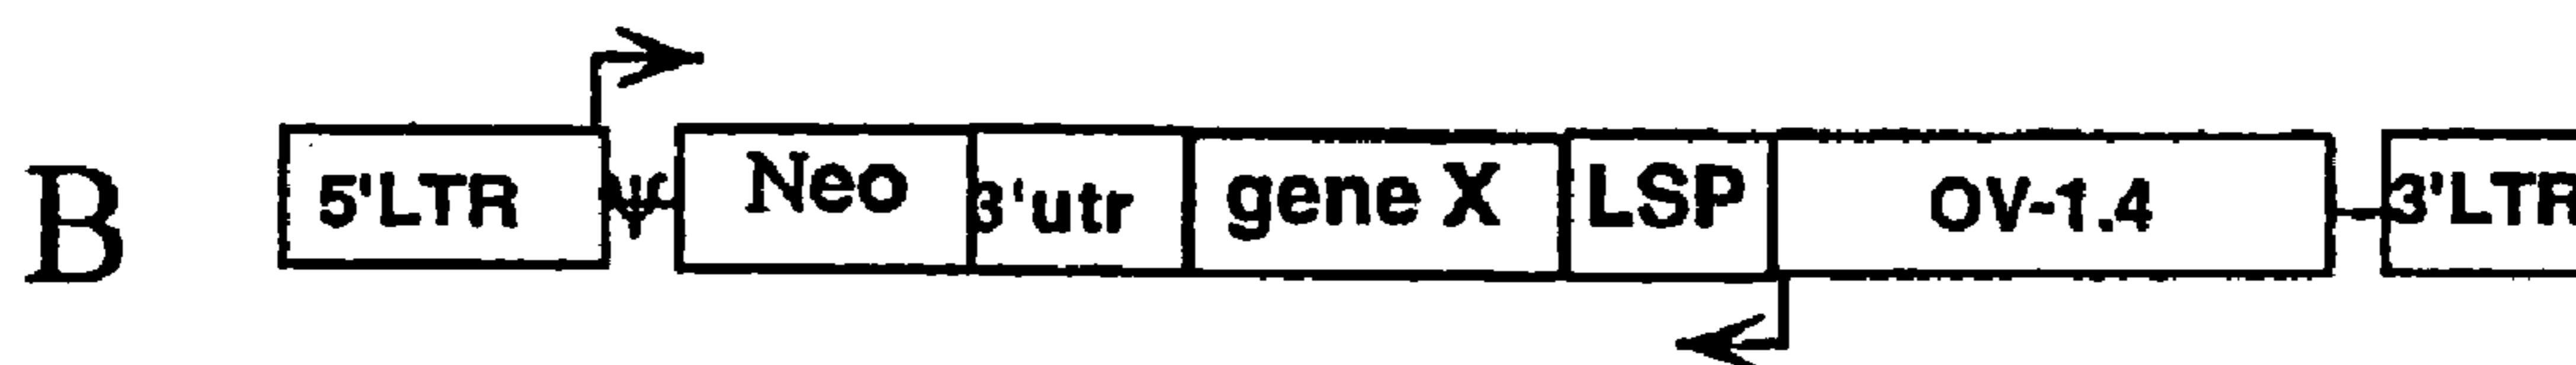 B 5'LTR Ψ Neo 3'utr gene X LSP OV-1.4 3'LTR